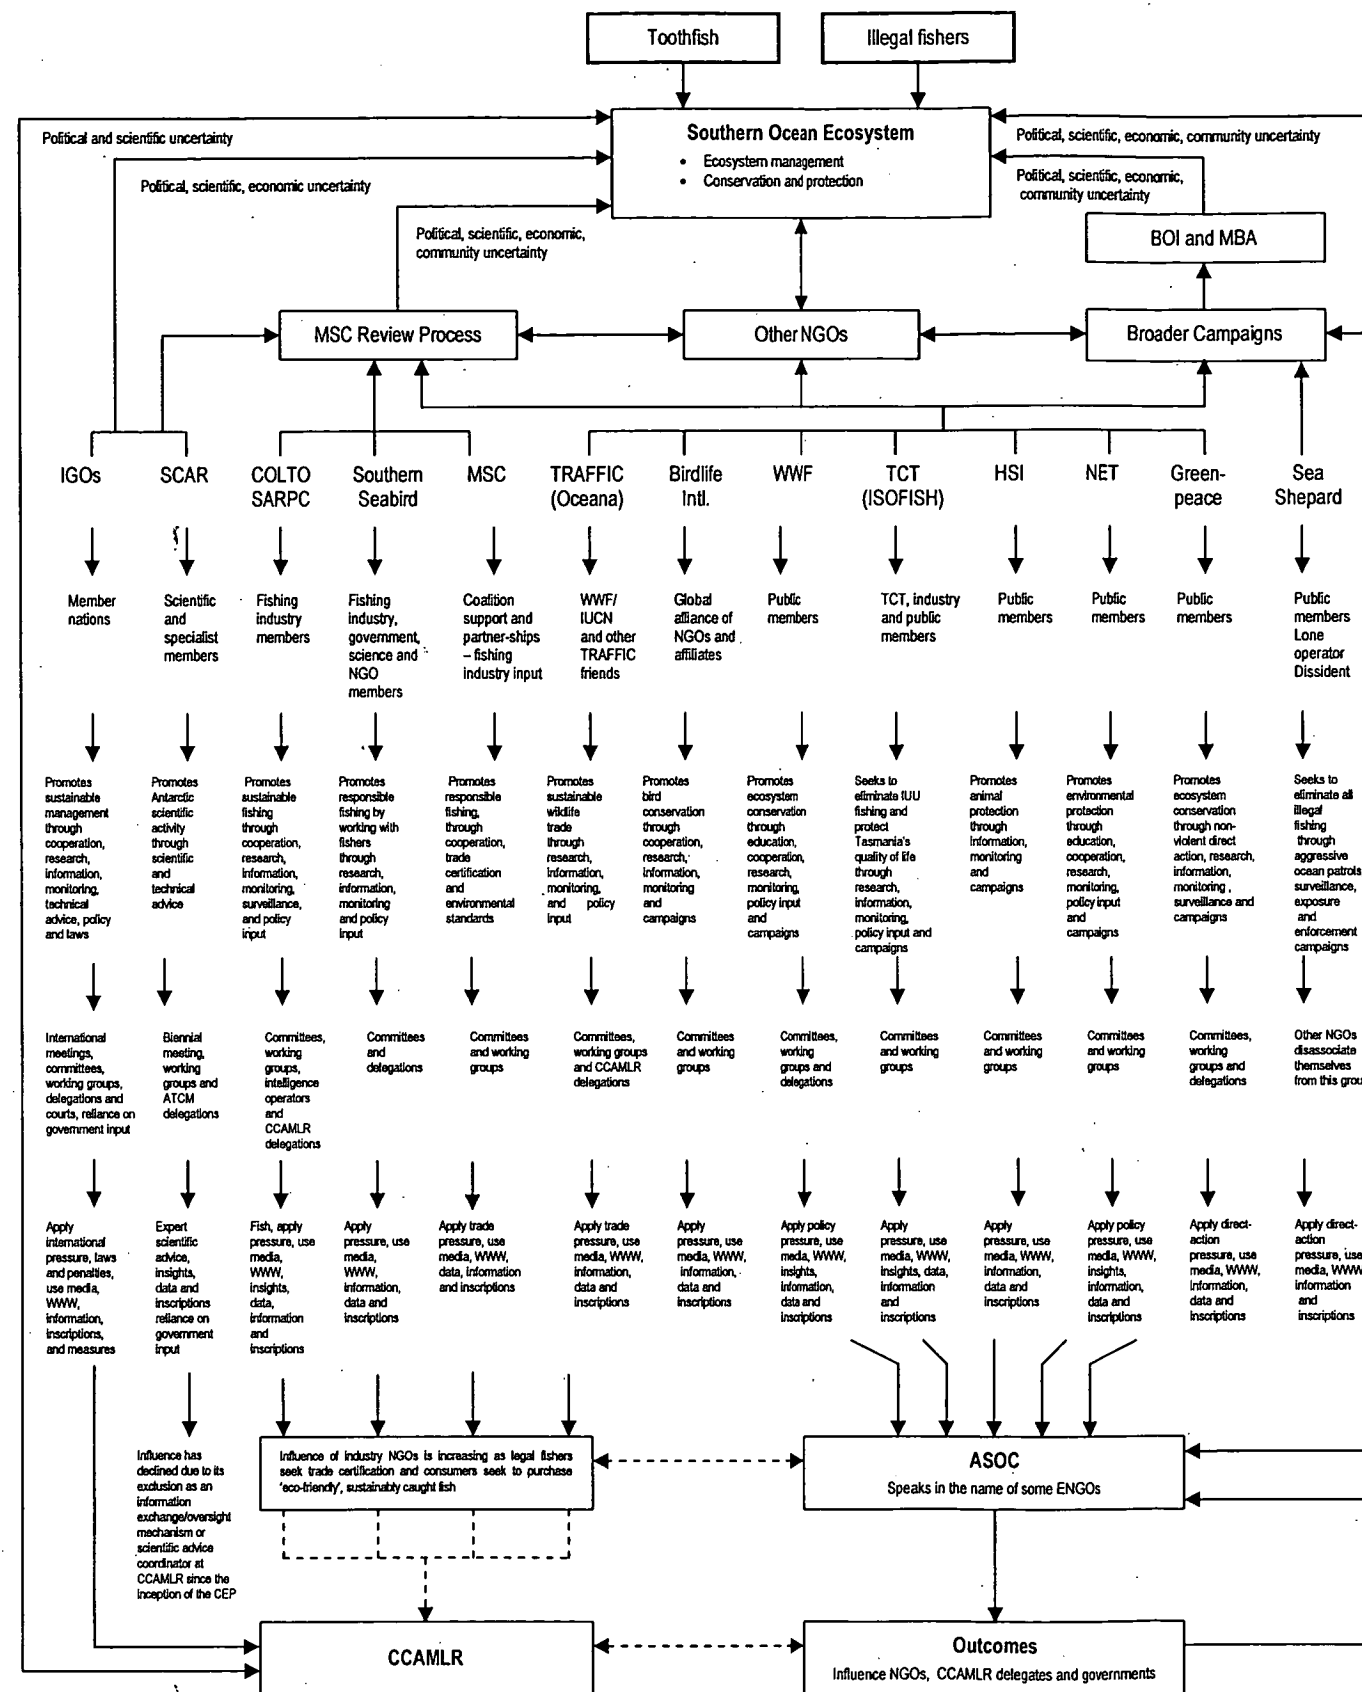 Toothfish
Illegal fishers
Southern Ocean Ecosystem
• Ecosystem management
• Conservation and protection
Political and scientific uncertainty
Political, scientific, economic uncertainty
Political, scientific, economic,
community uncertainty
Political, scientific, economic, community uncertainty
Political, scientific, economic,
community uncertainty
BOI and MBA
MSC Review Process
Other NGOs
Broader Campaigns
IGOs
SCAR
COLTO
SARPC
Southern
Seabird
MSC
TRAFFIC
(Oceana)
Birdlife
Intl.
WWF
TCT
(ISOFISH)
HSI
NET
Green-
peace
Sea
Shepard
Member
nations
Scientific
and
specialist
members
Fishing
industry
members
Fishing
industry,
government,
science and
NGO
members
Coalition
support and
partner-ships
– fishing
industry input
WWF/
IUCN
and other
TRAFFIC
friends
Global
alliance of
NGOs and
affiliates
Public
members
TCT, industry
and public
members
Public
members
Public
members
Public
members
Public
members
Lone
operator
Dissident
Promotes
sustainable
management
through
cooperation,
research,
information,
monitoring,
technical
advice, policy
and laws
Promotes
Antarctic
scientific
activity
through
scientific
and
technical
advice
Promotes
sustainable
fishing
through
cooperation,
research,
information,
monitoring,
surveillance,
and policy
input
Promotes
responsible
fishing by
working with
fishers
through
research,
information,
monitoring
and policy
input
Promotes
responsible
fishing,
through
cooperation,
trade
certification
and
environmental
standards
Promotes
sustainable
wildlife
trade
through
research,
information,
monitoring,
and policy
input
Promotes
bird
conservation
through
cooperation,
research,
information,
monitoring
and
campaigns
Promotes
ecosystem
conservation
through
education,
cooperation,
research,
monitoring,
policy input
and
campaigns
Seeks to
eliminate IUU
fishing and
protect
Tasmania's
quality of life
through
research,
information,
monitoring,
policy input and
campaigns
Promotes
animal
protection
through
information,
monitoring
and
campaigns
Promotes
environmental
protection
through
education,
cooperation,
research,
monitoring,
policy input
and
campaigns
Promotes
ecosystem
conservation
through non-
violent direct
action, research,
information,
monitoring ,
surveillance and
campaigns
Seeks to
eliminate all
illegal
fishing
through
aggressive
ocean patrols
surveillance,
exposure
and
enforcement
campaigns
International
meetings,
committees,
working groups,
delegations and
courts, reliance on
government input
Biennial
meeting,
working
groups and
ATCM
delegations
Committees,
working
groups,
intelligence
operators
and
CCAMLR
delegations
Committees
and
delegations
Committees
and working
groups
Committees,
working groups
and CCAMLR
delegations
Committees
and working
groups
Committees,
working
groups and
delegations
Committees
and working
groups
Committees
and working
groups
Committees
and working
groups
Committees,
working
groups and
delegations
Other NGOs
disassociate
themselves
from this grou
Apply
international
pressure, laws
and penalties,
use media,
WWW,
information,
inscriptions,
and measures
Expert
scientific
advice,
insights,
data and
inscriptions
reliance on
government
input
Fish, apply
pressure, use
media,
WWW,
insights,
data,
information
and
inscriptions
Apply
pressure, use
media,
WWW,
information,
data and
inscriptions
Apply trade
pressure, use
media, WWW,
data, information
and inscriptions
Apply trade
pressure, use
media, WWW,
information,
data and
inscriptions
Apply
pressure, use
media, WWW,
information,
data and
inscriptions
Apply policy
pressure, use
media, WWW,
insights,
information,
data and
inscriptions
Apply
pressure, use
media, WWW,
insights, data,
information
and
inscriptions
Apply
pressure, use
media, WWW,
information,
data and
inscriptions
Apply policy
pressure, use
media, WWW,
insights,
information,
data and
inscriptions
Apply direct-
action
pressure, use
media, WWW,
information,
data and
inscriptions
Apply direct-
action
pressure, use
media, WWW
information
and
inscriptions
Influence has
declined due to its
exclusion as an
information
exchange/oversight
mechanism or
scientific advice
coordinator at
CCAMLR since the
inception of the CEP
Influence of industry NGOs is increasing as legal fishers
seek trade certification and consumers seek to purchase
'eco-friendly', sustainably caught fish
ASOC
Speaks in the name of some ENGOs
CCAMLR
Outcomes
Influence NGOs, CCAMLR delegates and governments